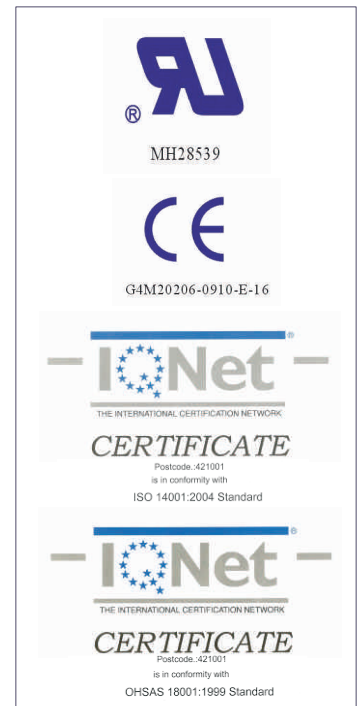 ®
MH28539
CE
G4M20206-0910-E-16
®
IQNet
THE INTERNATIONAL CERTIFICATION NETWORK
CERTIFICATE
Postcode.:421001
is in conformity with
ISO 14001:2004 Standard
®
IQNet
THE INTERNATIONAL CERTIFICATION NETWORK
CERTIFICATE
Postcode.:421001
is in conformity with
OHSAS 18001:1999 Standard